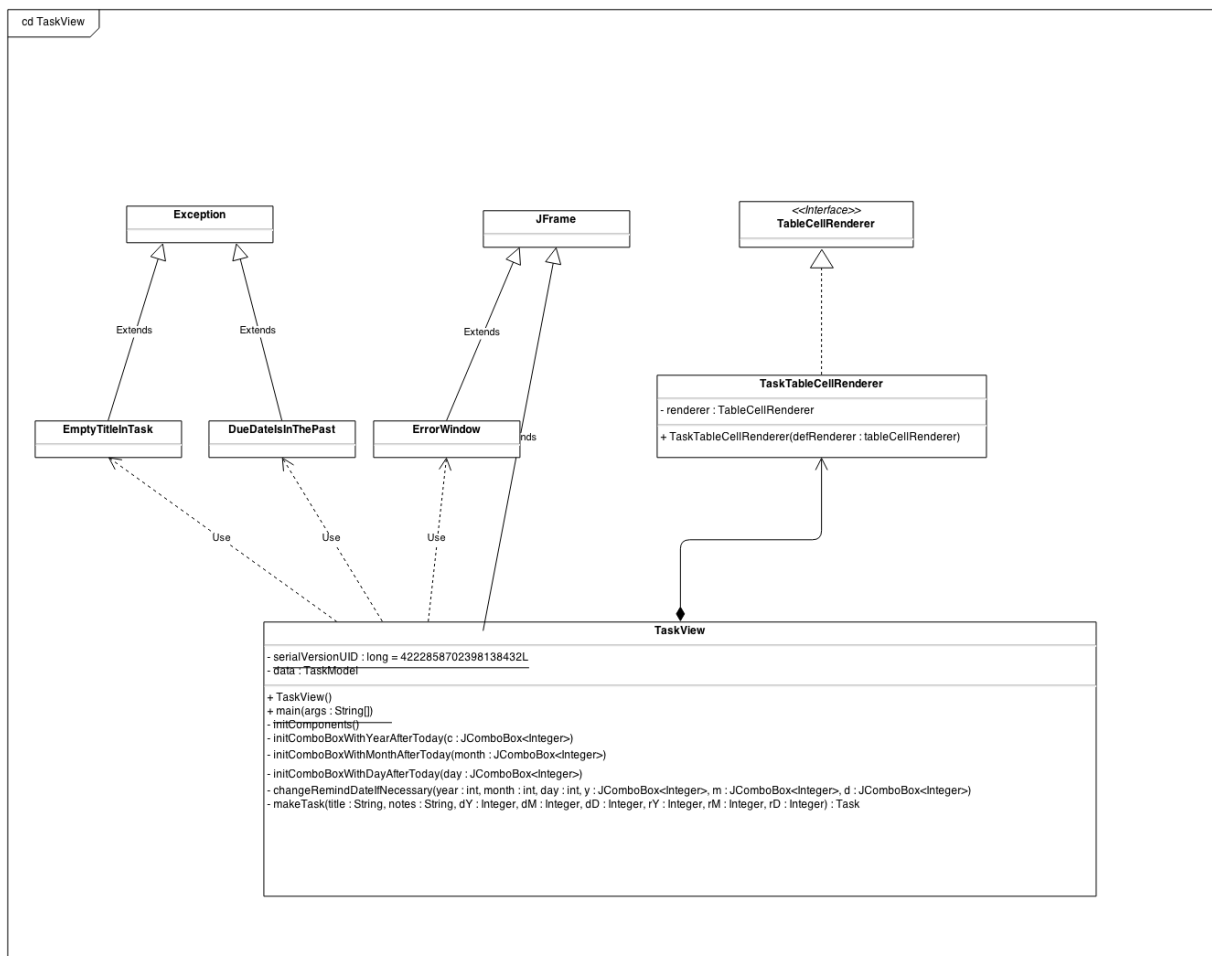 cd TaskView
Exception
JFrame
<<Interface>>
TableCellRenderer
Extends
Extends
Extends
TaskTableCellRenderer
- renderer : TableCellRenderer
+ TaskTableCellRenderer(defRenderer : tableCellRenderer)
EmptyTitleInTask
DueDateIsInThePast
ErrorWindow
nds
Use
Use
Use
TaskView
- serialVersionUID : long = 4222858702398138432L
- data : TaskModel
+ TaskView()
+ main(args : String[])
- initComponents()
- initComboBoxWithYearAfterToday(c : JComboBox<Integer>)
- initComboBoxWithMonthAfterToday(month : JComboBox<Integer>)
- initComboBoxWithDayAfterToday(day : JComboBox<Integer>)
- changeRemindDateIfNecessary(year : int, month : int, day : int, y : JComboBox<Integer>, m : JComboBox<Integer>, d : JComboBox<Integer>)
- makeTask(title : String, notes : String, dY : Integer, dM : Integer, dD : Integer, rY : Integer, rM : Integer, rD : Integer) : Task